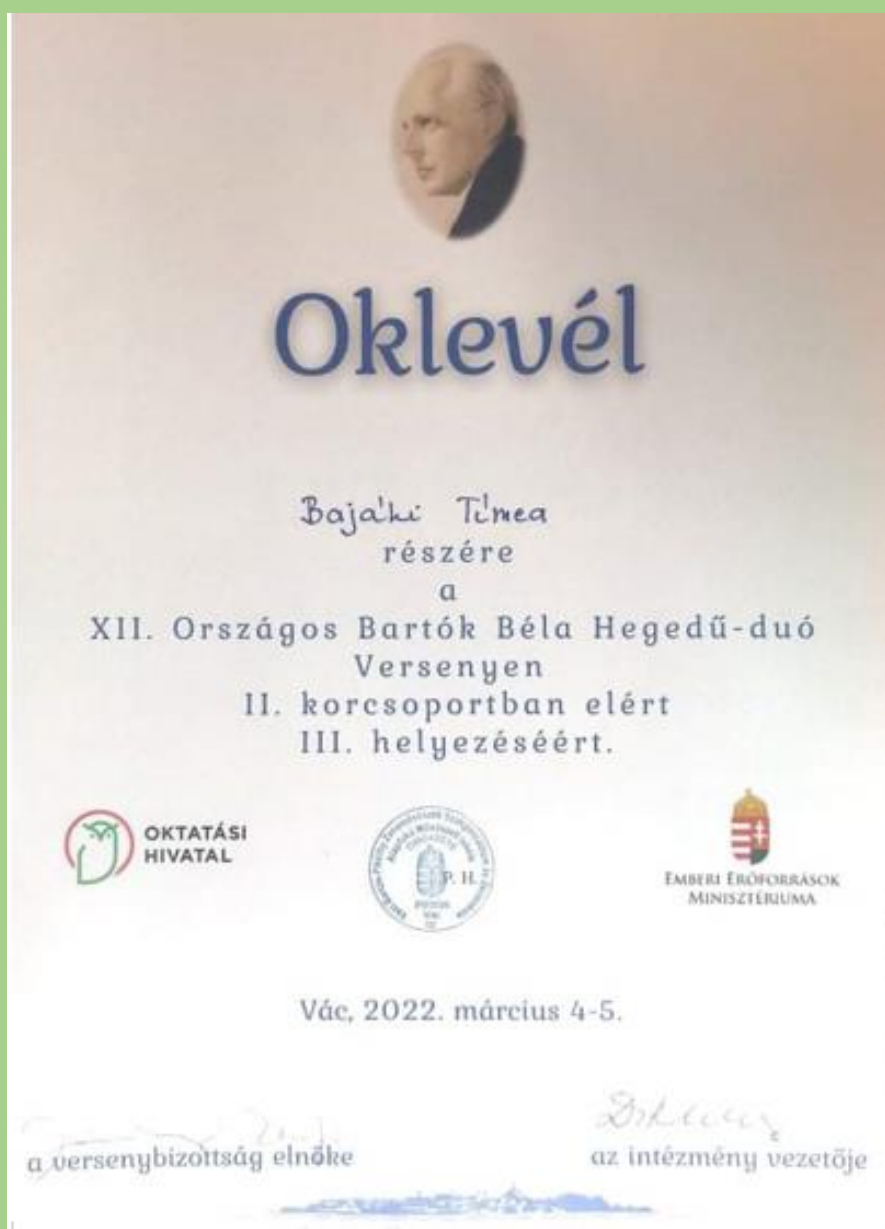 Oklevél
Bajáki Tímea
részére
a
XII. Országos Bartók Béla Hegedű-duó
Versenyen
II. korcsoportban elért
III. helyezéséért.
OKTATÁSI
HIVATAL
P. H.
EMBERI ERŐFORRÁSOK
MINISZTÉRIUMA
Vác, 2022. március 4-5.
a versenybizottság elnőke
az intézmény vezetője